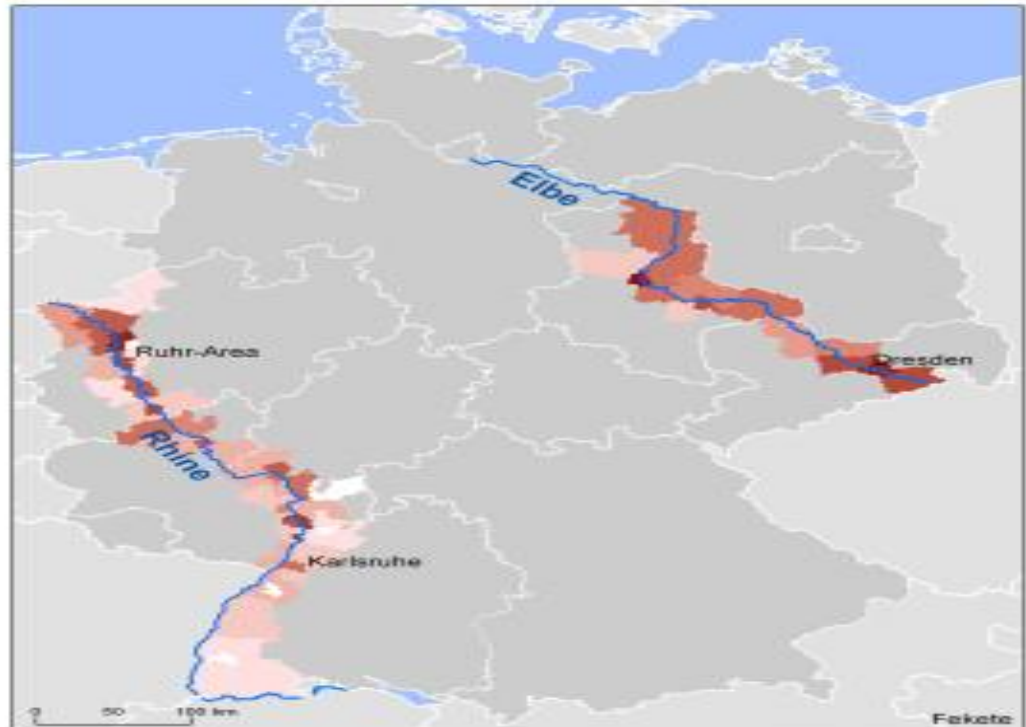 Elbe
Ruhr-Area
Dresden
Rhine
Karlsruhe
0 50 100 km
Fekete